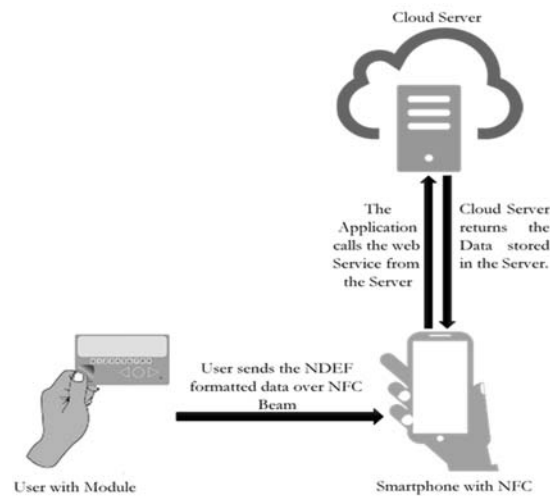 Cloud Server
The
Application
calls the web
Service from
the Server
Cloud Server
returns the
Data stored
in the Server.
User sends the NDEF
formatted data over NFC
Beam
User with Module
Smartphone with NFC